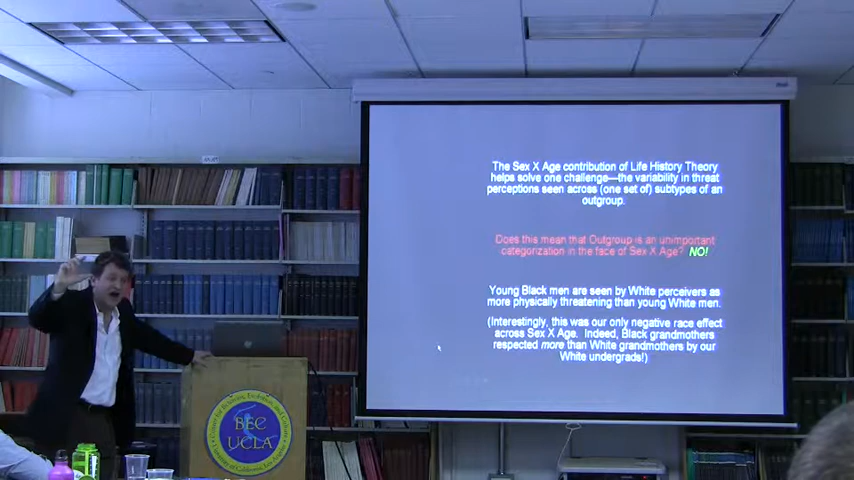 The Sex X Age contribution of Life History Theory
helps solve one challenge—the variability in threat
perceptions seen across (one set of) subtypes of an
outgroup.
Does this mean that Outgroup is an unimportant
categorization in the face of Sex X Age? NO!
Young Black men are seen by White perceivers as
more physically threatening than young White men.
(Interestingly, this was our only negative race effect
across Sex X Age. Indeed, Black grandmothers
respected more than White grandmothers by our
White undergrads!)
BEC
UCLA